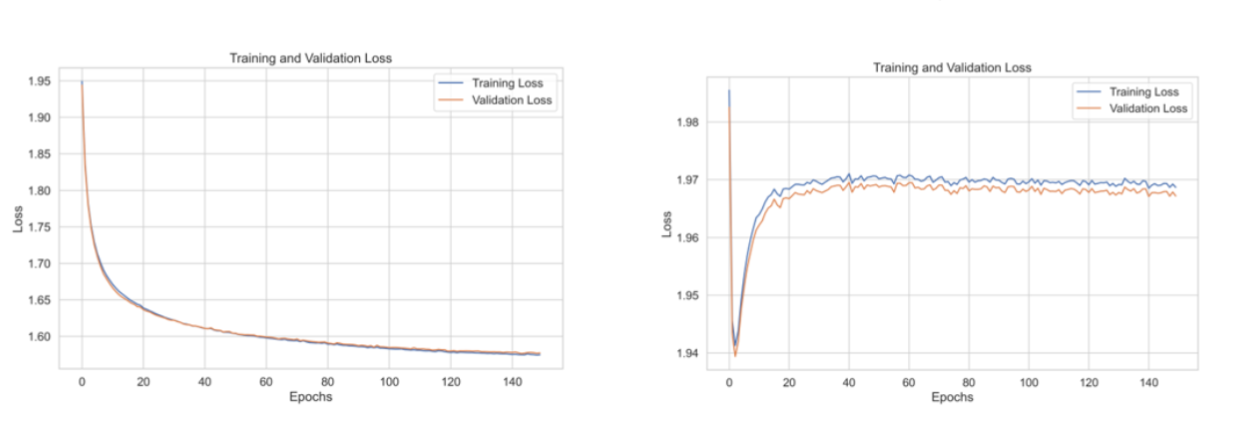 Training and Validation Loss
Training Loss
Validation Loss
1.95
1.90
1.85
1.80
1.75
1.70
1.65
1.60
Loss
0 20 40 60 80 100 120 140
Epochs
Training and Validation Loss
Training Loss
Validation Loss
1.98
1.97
1.96
1.95
1.94
Loss
0 20 40 60 80 100 120 140
Epochs